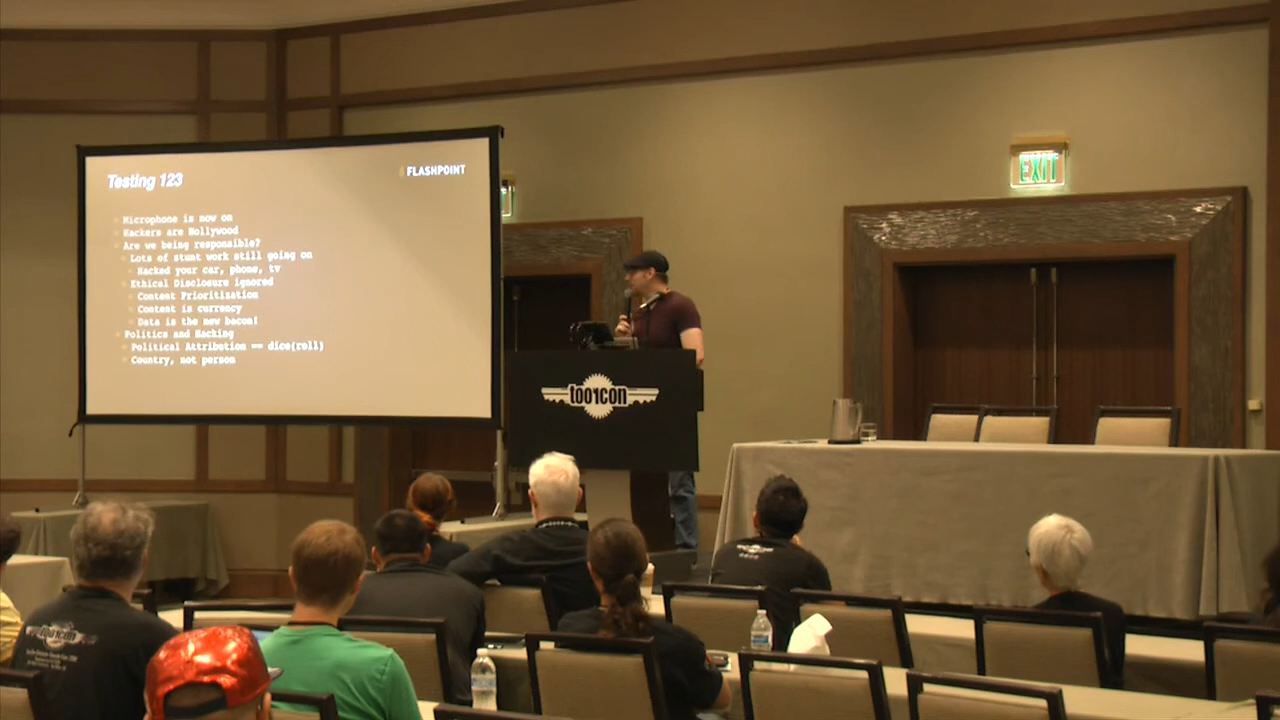 Testing 123
FLASHPOINT
Microphone is now on
Hackers are Hollywood
Are we being responsible?
Lots of stunt work still going on
Hacked your car, phone, tv
Ethical Disclosure ignored
Content Prioritization
Content is currency
Data is the new bacon!
Politics and Hacking
Political Attribution == dice(roll)
Country, not person
EXIT
too1con